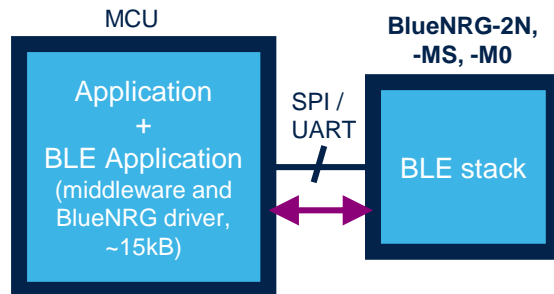 MCU
Application
+
BLE Application
(middleware and
BlueNRG driver,
~15kB)
SPI /
UART
BlueNRG-2N,
-MS, -M0
BLE stack